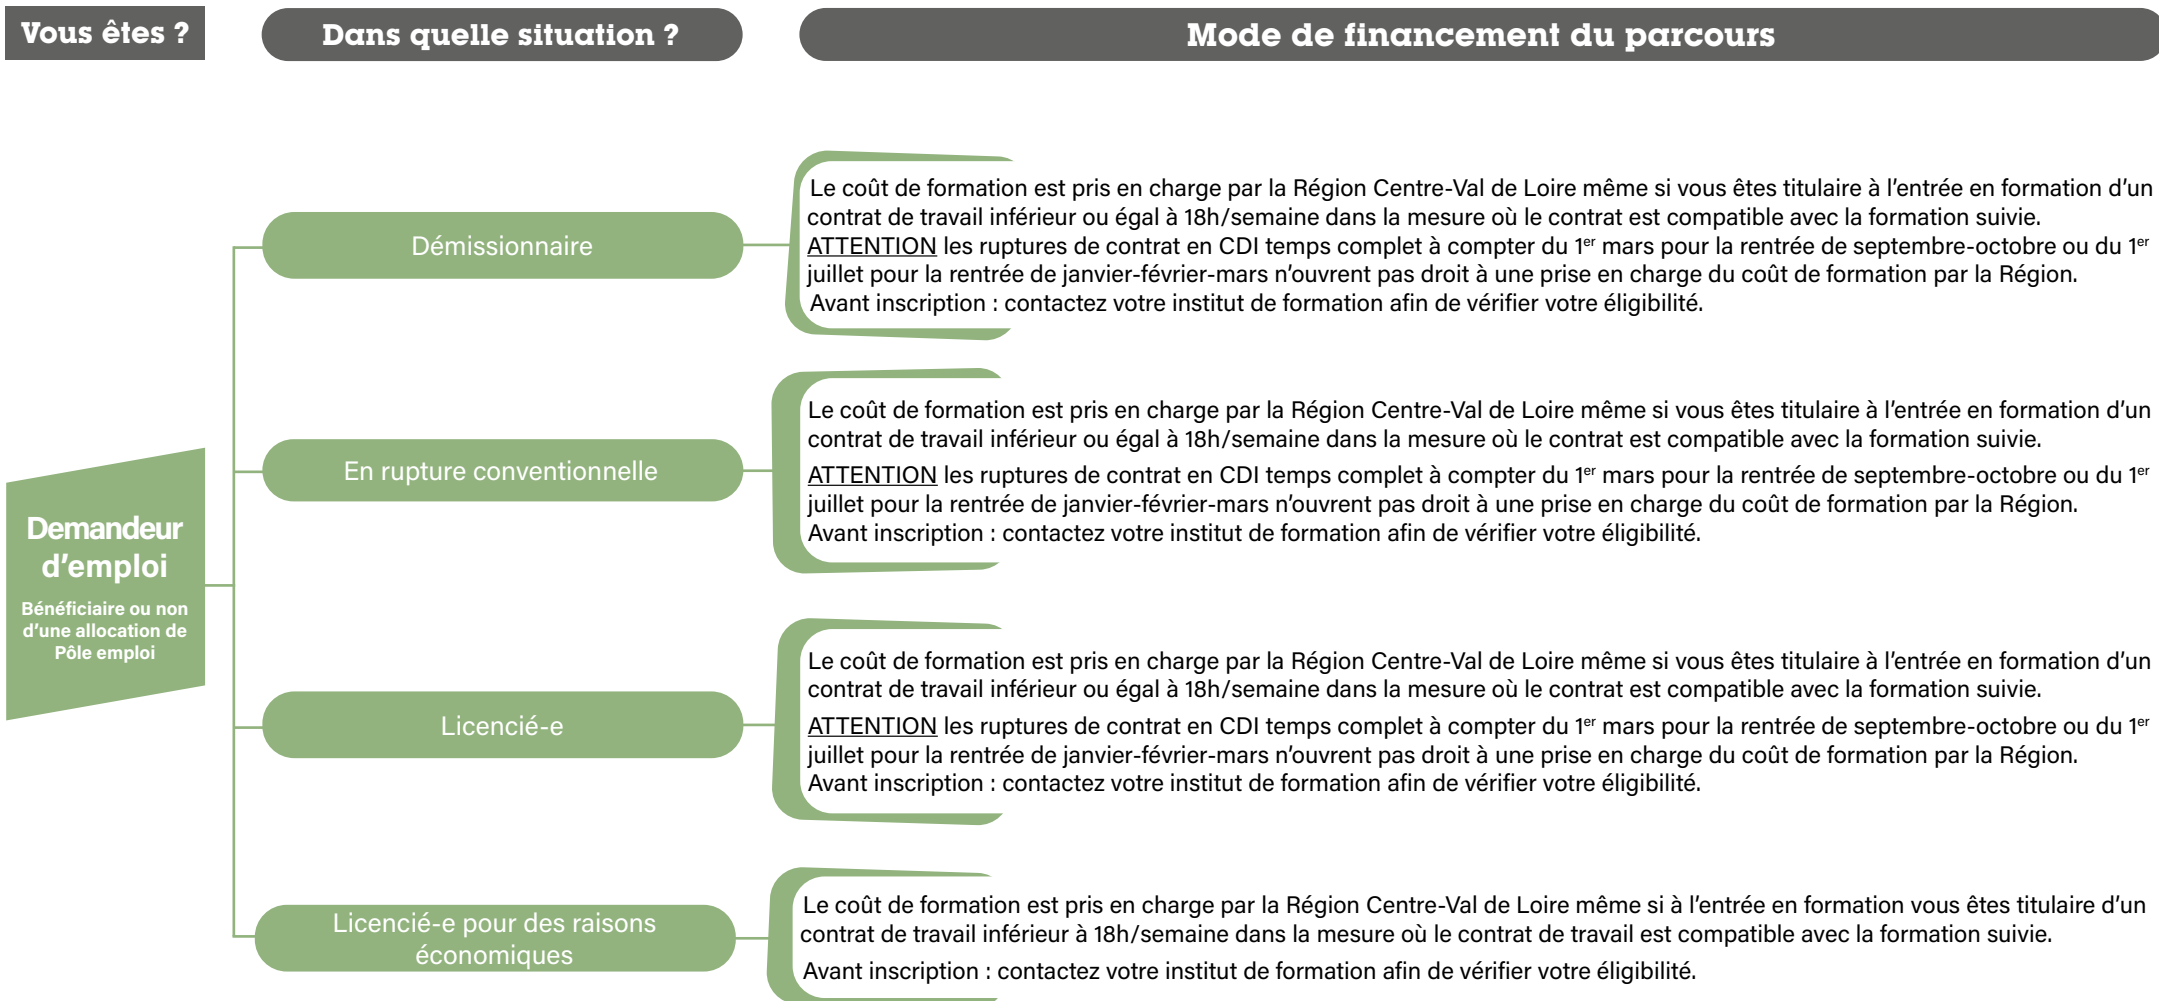 Vous êtes ?
Dans quelle situation ?
Mode de financement du parcours
Demandeur
d'emploi
Bénéficiaire ou non
d'une allocation de
Pôle emploi
Démissionnaire
Le coût de formation est pris en charge par la Région Centre-Val de Loire même si vous êtes titulaire à l'entrée en formation d'un
contrat de travail inférieur ou égal à 18h/semaine dans la mesure où le contrat est compatible avec la formation suivie.
ATTENTION les ruptures de contrat en CDI temps complet à compter du 1er mars pour la rentrée de septembre-octobre ou du 1er
juillet pour la rentrée de janvier-février-mars n'ouvrent pas droit à une prise en charge du coût de formation par la Région.
Avant inscription : contactez votre institut de formation afin de vérifier votre éligibilité.
En rupture conventionnelle
Le coût de formation est pris en charge par la Région Centre-Val de Loire même si vous êtes titulaire à l'entrée en formation d'un
contrat de travail inférieur ou égal à 18h/semaine dans la mesure où le contrat est compatible avec la formation suivie.
ATTENTION les ruptures de contrat en CDI temps complet à compter du 1er mars pour la rentrée de septembre-octobre ou du 1er
juillet pour la rentrée de janvier-février-mars n'ouvrent pas droit à une prise en charge du coût de formation par la Région.
Avant inscription : contactez votre institut de formation afin de vérifier votre éligibilité.
Licencié-e
Le coût de formation est pris en charge par la Région Centre-Val de Loire même si vous êtes titulaire à l'entrée en formation d'un
contrat de travail inférieur ou égal à 18h/semaine dans la mesure où le contrat est compatible avec la formation suivie.
ATTENTION les ruptures de contrat en CDI temps complet à compter du 1er mars pour la rentrée de septembre-octobre ou du 1er
juillet pour la rentrée de janvier-février-mars n'ouvrent pas droit à une prise en charge du coût de formation par la Région.
Avant inscription : contactez votre institut de formation afin de vérifier votre éligibilité.
Licencié-e pour des raisons
économiques
Le coût de formation est pris en charge par la Région Centre-Val de Loire même si à l'entrée en formation vous êtes titulaire d'un
contrat de travail inférieur à 18h/semaine dans la mesure où le contrat de travail est compatible avec la formation suivie.
Avant inscription : contactez votre institut de formation afin de vérifier votre éligibilité.